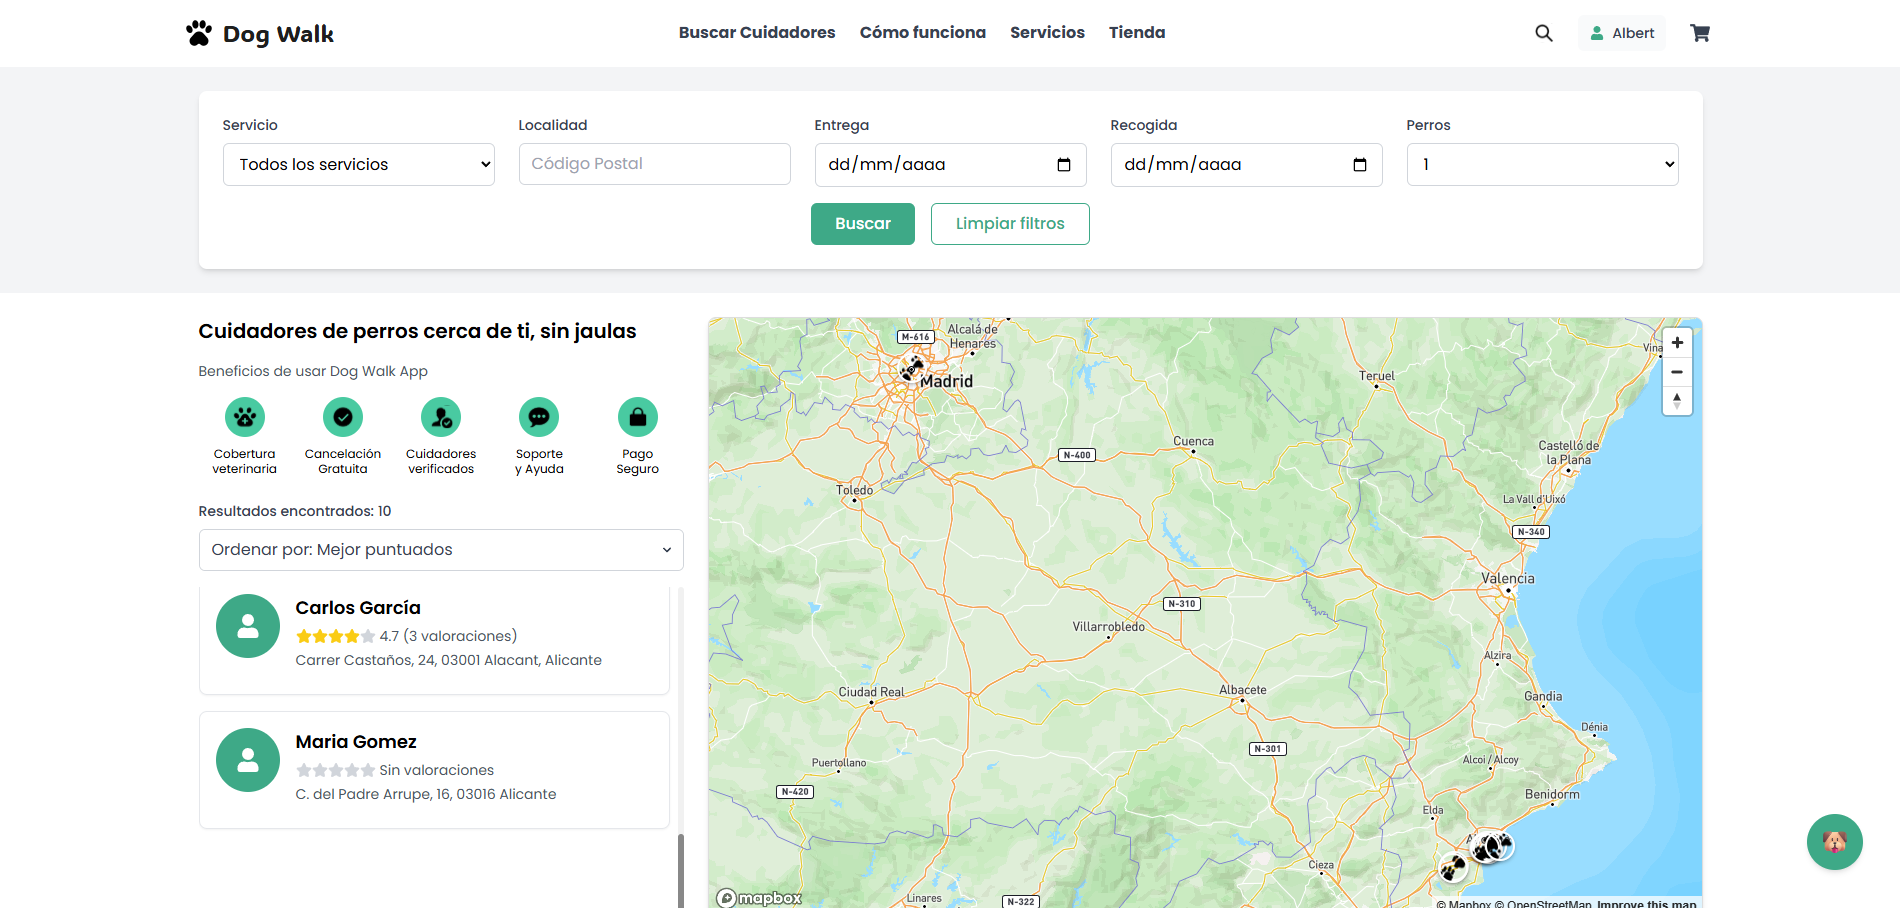 Dog Walk
Buscar Cuidadores
Cómo funciona
Servicios
Tienda
Albert
Servicio
Localidad
Entrega
Recogida
Perros
Todos los servicios
Código Postal
dd/mm/aaaa
dd/mm/aaaa
1
Buscar
Limpiar filtros
Cuidadores de perros cerca de ti, sin jaulas
Beneficios de usar Dog Walk App
Cobertura
veterinaria
Cancelación
Gratuita
Cuidadores
verificados
Soporte
y Ayuda
Pago
Seguro
Resultados encontrados: 10
Ordenar por: Mejor puntuados
Carlos García
4.7 (3 valoraciones)
Carrer Castaños, 24, 03001 Alacant, Alicante
Maria Gomez
Sin valoraciones
C. del Padre Arrupe, 16, 03016 Alicante
M-616
Alcalá de
Henares
Madrid
Teruel
Cuenca
N-400
Castelló de
la Plana
Toledo
La Vall d'Uixó
N-340
Valencia
N-310
Villarrobledo
Alzira
Ciudad Real
Albacete
Gandia
Dénia
N-301
Puertollano
Alcoi / Alcoy
N-420
Benidorm
Elda
Cieza
Linares
N-322
mapbox
© Mapbox © OpenStreetMap Improve this map